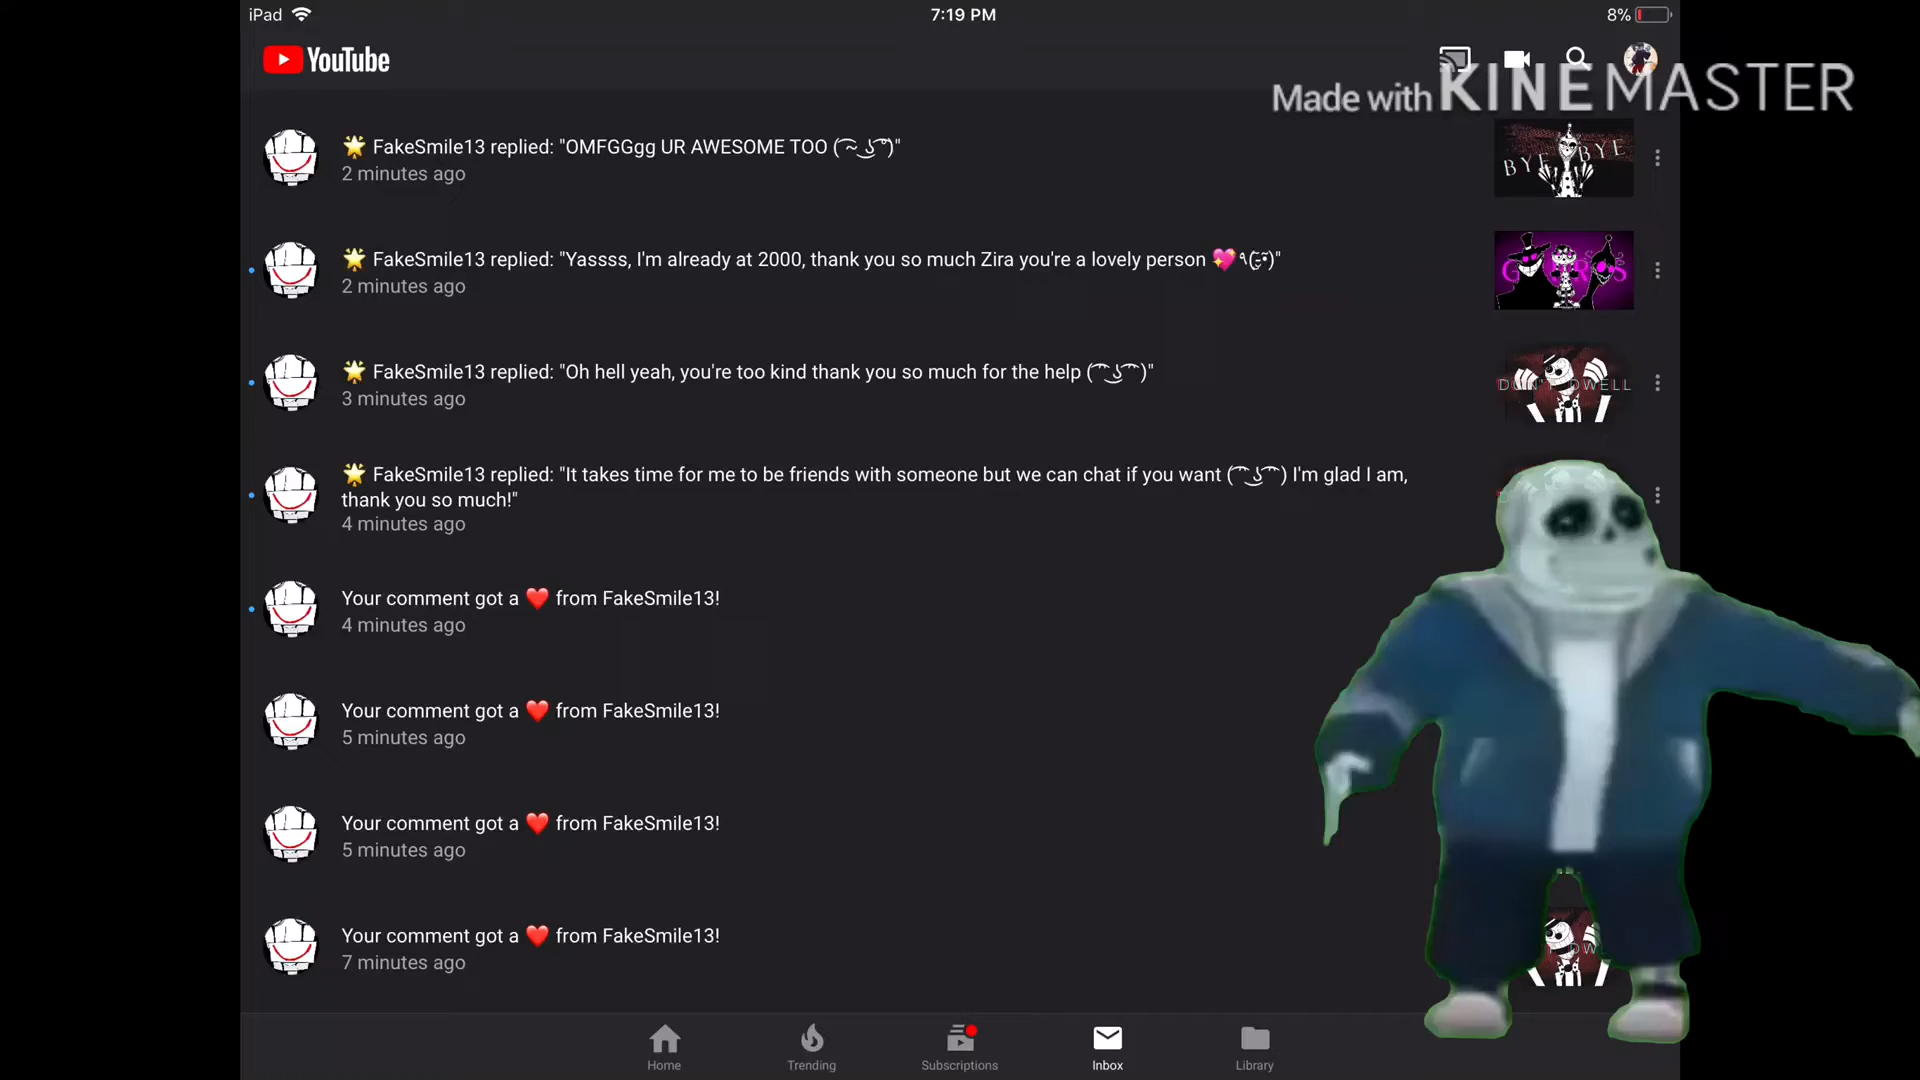 iPad
7:19 PM
8%
YouTube
Made with KINEMASTER
🌟 FakeSmile13 replied: "OMFGGgg UR AWESOME TOO ( ͡~ ͜ʖ ͡°)"
2 minutes ago
BYE BYE
🌟 FakeSmile13 replied: "Yassss, I'm already at 2000, thank you so much Zira you're a lovely person 💖٩(͡๏̯͡๏)"
2 minutes ago
🌟 FakeSmile13 replied: "Oh hell yeah, you're too kind thank you so much for the help ( ͡° ͜ʖ ͡° )"
3 minutes ago
DON'T DWELL
🌟 FakeSmile13 replied: "It takes time for me to be friends with someone but we can chat if you want ( ͡° ͜ʖ ͡° ) I'm glad I am,
thank you so much!"
4 minutes ago
Your comment got a ❤️ from FakeSmile13!
4 minutes ago
Your comment got a ❤️ from FakeSmile13!
5 minutes ago
Your comment got a ❤️ from FakeSmile13!
5 minutes ago
Your comment got a ❤️ from FakeSmile13!
7 minutes ago
Home
Trending
Subscriptions
Inbox
Library